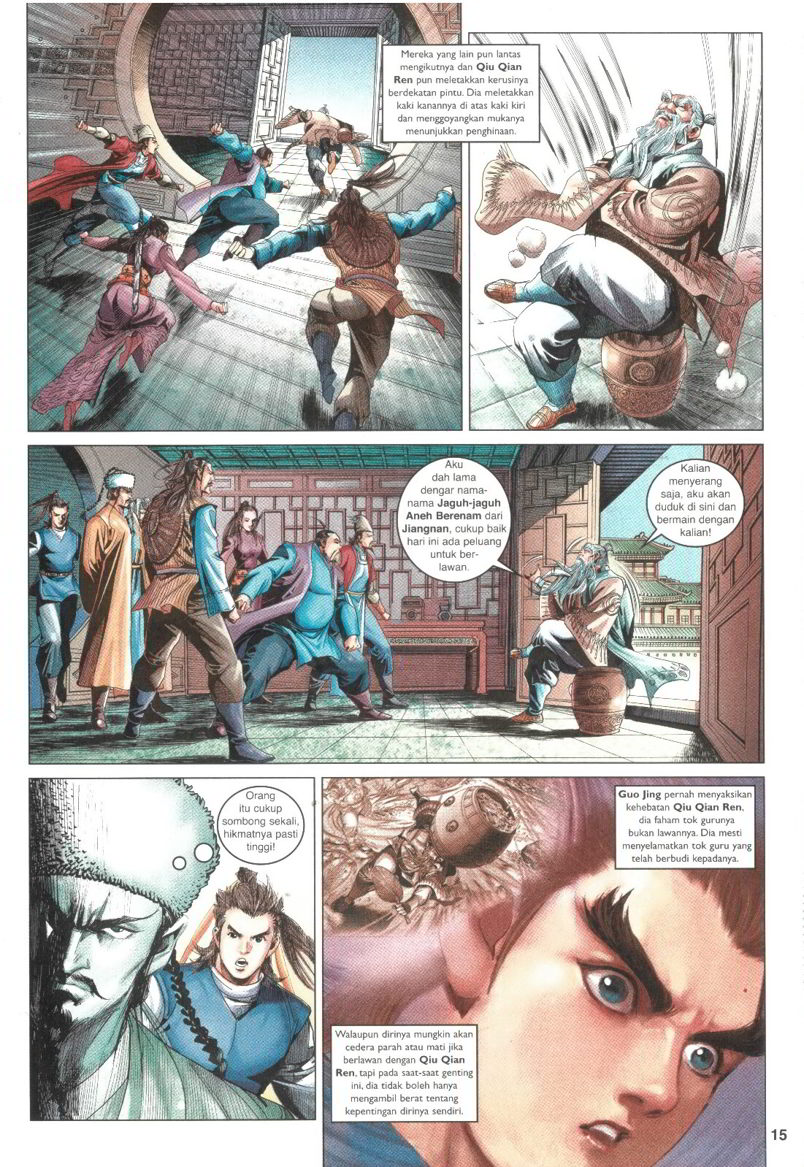 Mereka yang lain pun lantas
mengikutnya dan Qiu Qian
Ren pun meletakkan kerusinya
berdekatan pintu. Dia meletakkan
kaki kanannya di atas kaki kiri
dan menggoyangkan mukanya
menunjukkan penghinaan.
Aku
dah lama
dengar nama-
nama Jaguh-jaguh
Aneh Berenam dari
Jiangnan, cukup baik
hari ini ada peluang
untuk ber-
lawan.
Kalian
menyerang
saja, aku akan
duduk di sini dan
bermain dengan
kalian!
Orang
itu cukup
sombong sekali,
hikmatnya pasti
tinggi!
Guo Jing pernah menyaksikan
kehebatan Qiu Qian Ren,
dia faham tok gurunya
bukan lawannya. Dia mesti
menyelamatkan tok guru yang
telah berbudi kepadanya.
Walaupun dirinya mungkin akan
cedera parah atau mati jika
berlawan dengan Qiu Qian
Ren, tapi pada saat-saat genting
ini, dia tidak boleh hanya
mengambil berat tentang
kepentingan dirinya sendiri.
15